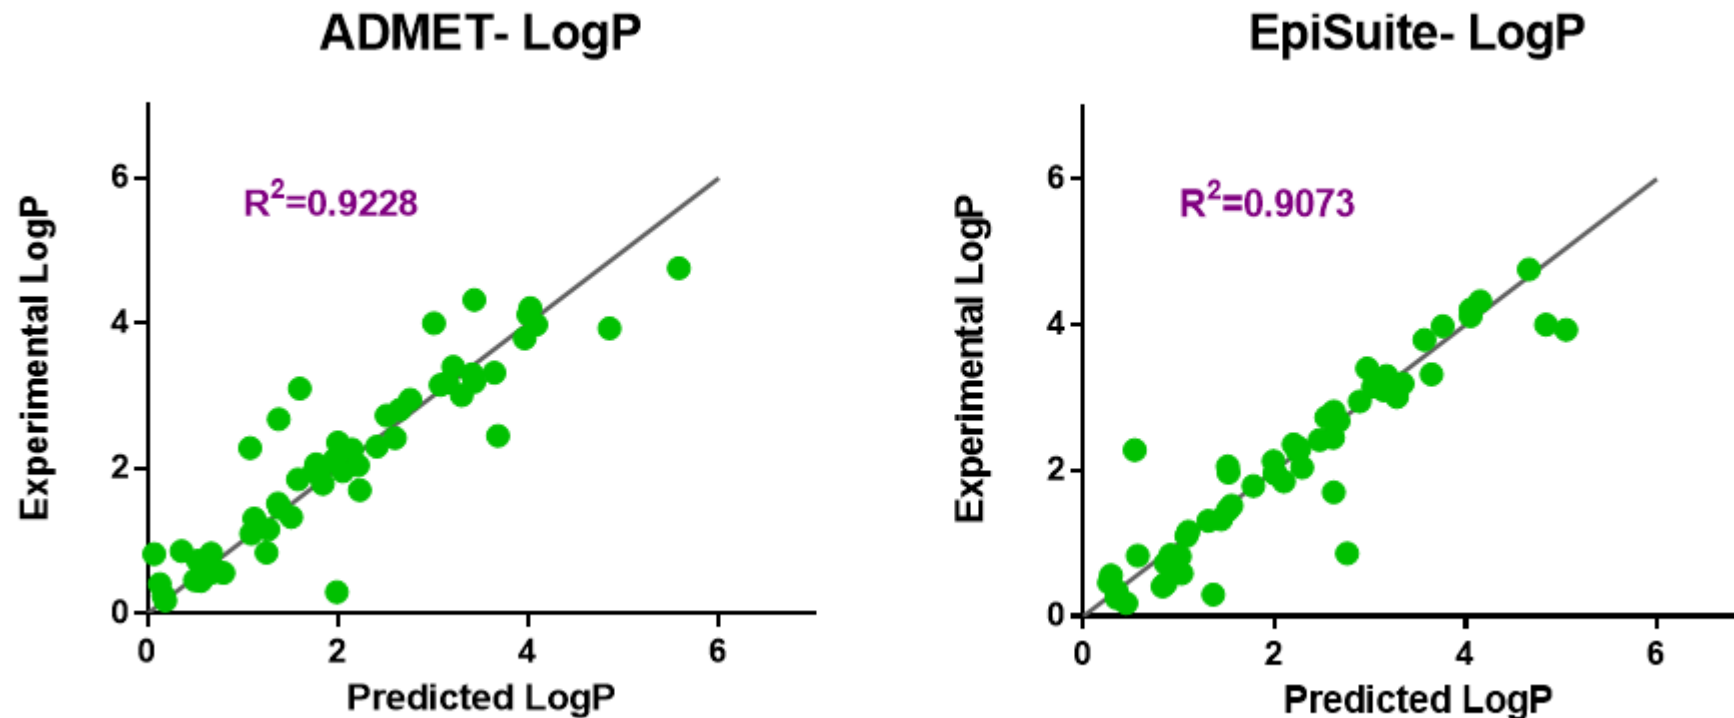 ADMET- LogP
Experimental LogP
6
4
2
0
R²=0.9228
0 2 4 6
Predicted LogP
EpiSuite- LogP
Experimental LogP
6
4
2
0
R²=0.9073
0 2 4 6
Predicted LogP